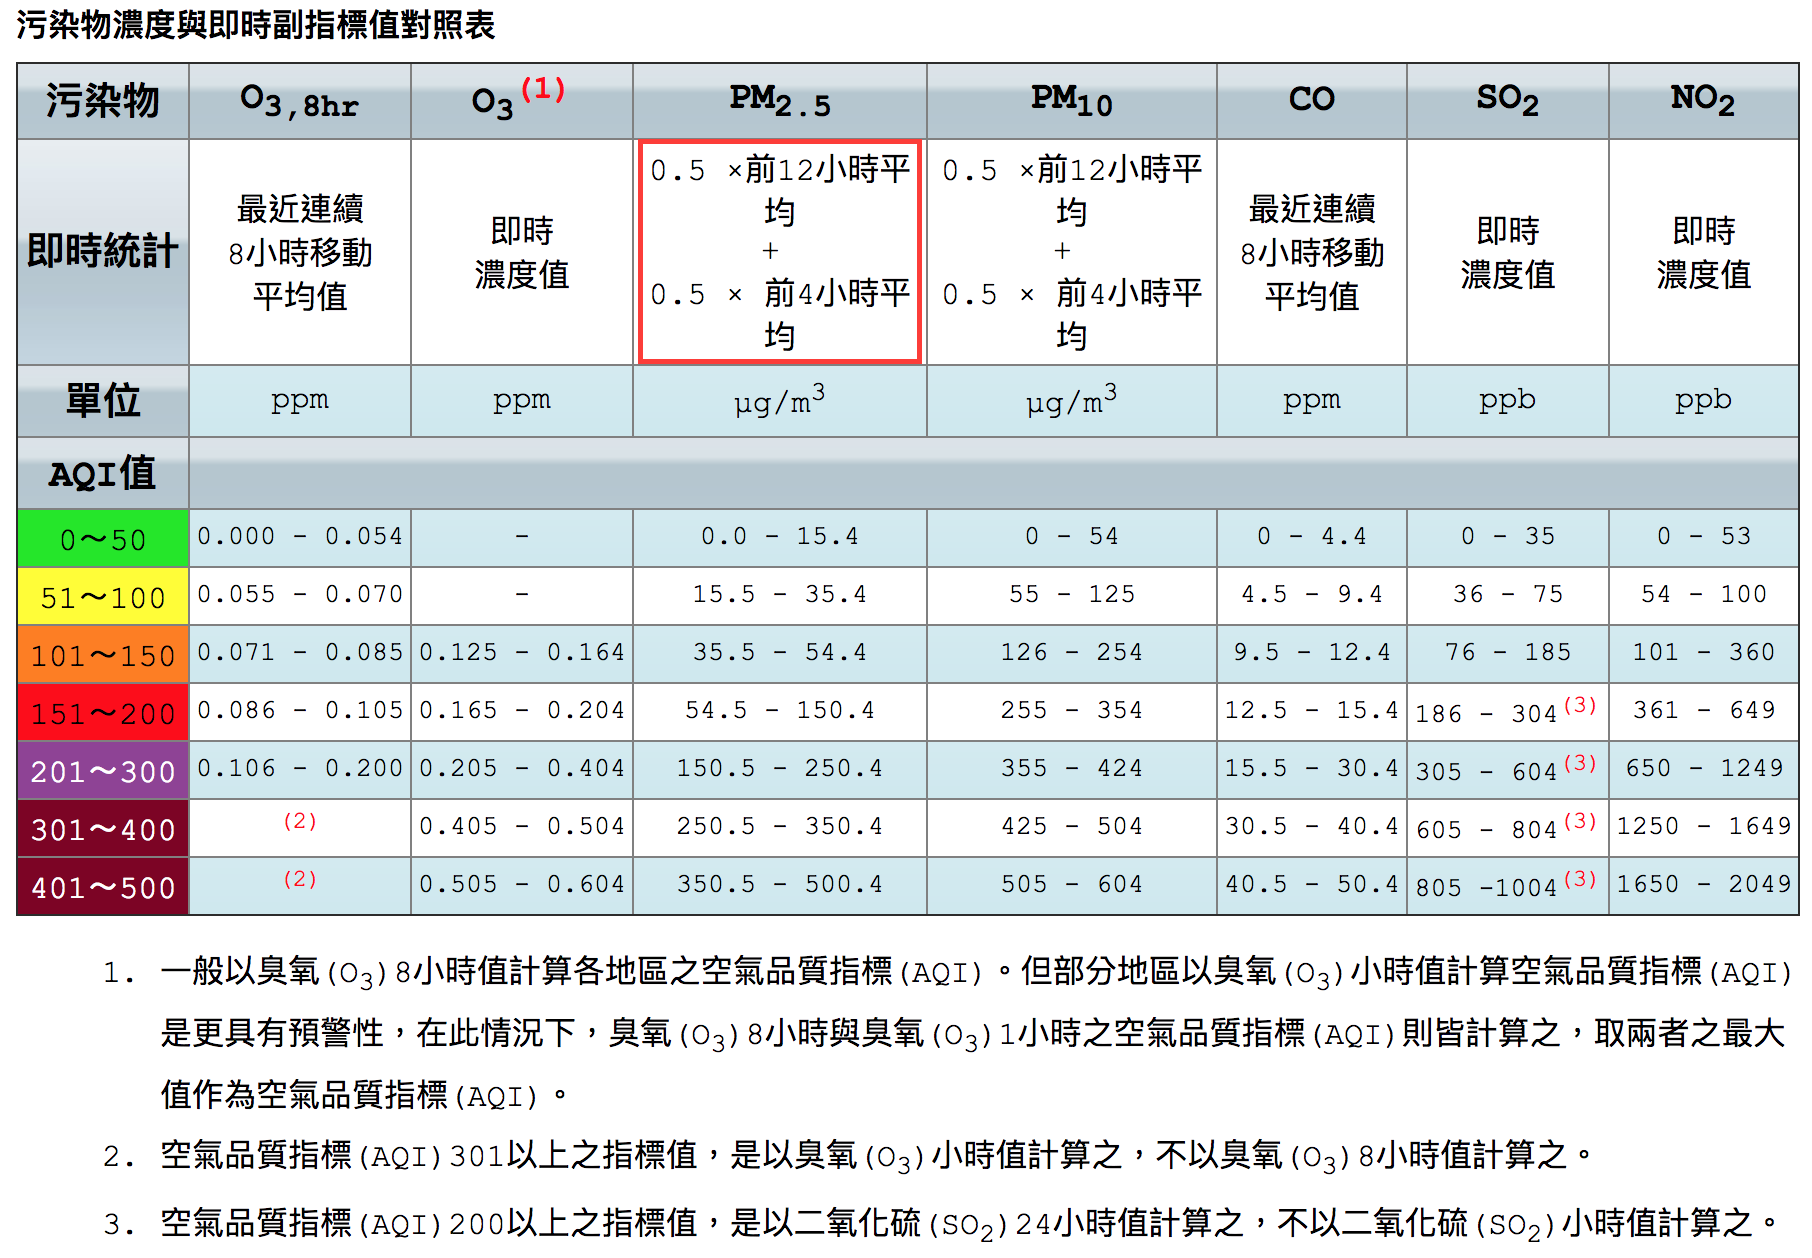 污染物濃度與即時副指標值對照表
污染物 O3,8hr O3(1) PM2.5 PM10 CO SO2 NO2
即時統計 最近連續8小時移動平均值 即時濃度值 0.5 ×前12小時平均 + 0.5 × 前4小時平均 0.5 ×前12小時平均 + 0.5 × 前4小時平均 最近連續8小時移動平均值 即時濃度值 即時濃度值
單位 ppm ppm μg/m3 μg/m3 ppm ppb ppb
AQI值
0～50 0.000 - 0.054 - 0.0 - 15.4 0 - 54 0 - 4.4 0 - 35 0 - 53
51～100 0.055 - 0.070 - 15.5 - 35.4 55 - 125 4.5 - 9.4 36 - 75 54 - 100
101～150 0.071 - 0.085 0.125 - 0.164 35.5 - 54.4 126 - 254 9.5 - 12.4 76 - 185 101 - 360
151～200 0.086 - 0.105 0.165 - 0.204 54.5 - 150.4 255 - 354 12.5 - 15.4 186 - 304(3) 361 - 649
201～300 0.106 - 0.200 0.205 - 0.404 150.5 - 250.4 355 - 424 15.5 - 30.4 305 - 604(3) 650 - 1249
301～400 (2) 0.405 - 0.504 250.5 - 350.4 425 - 504 30.5 - 40.4 605 - 804(3) 1250 - 1649
401～500 (2) 0.505 - 0.604 350.5 - 500.4 505 - 604 40.5 - 50.4 805 -1004(3) 1650 - 2049
1. 一般以臭氧(O3)8小時值計算各地區之空氣品質指標(AQI)。但部分地區以臭氧(O3)小時值計算空氣品質指標(AQI)
是更具有預警性，在此情況下，臭氧(O3)8小時與臭氧(O3)1小時之空氣品質指標(AQI)則皆計算之，取兩者之最大
值作為空氣品質指標(AQI)。
2. 空氣品質指標(AQI)301以上之指標值，是以臭氧(O3)小時值計算之，不以臭氧(O3)8小時值計算之。
3. 空氣品質指標(AQI)200以上之指標值，是以二氧化硫(SO2)24小時值計算之，不以二氧化硫(SO2)小時值計算之。